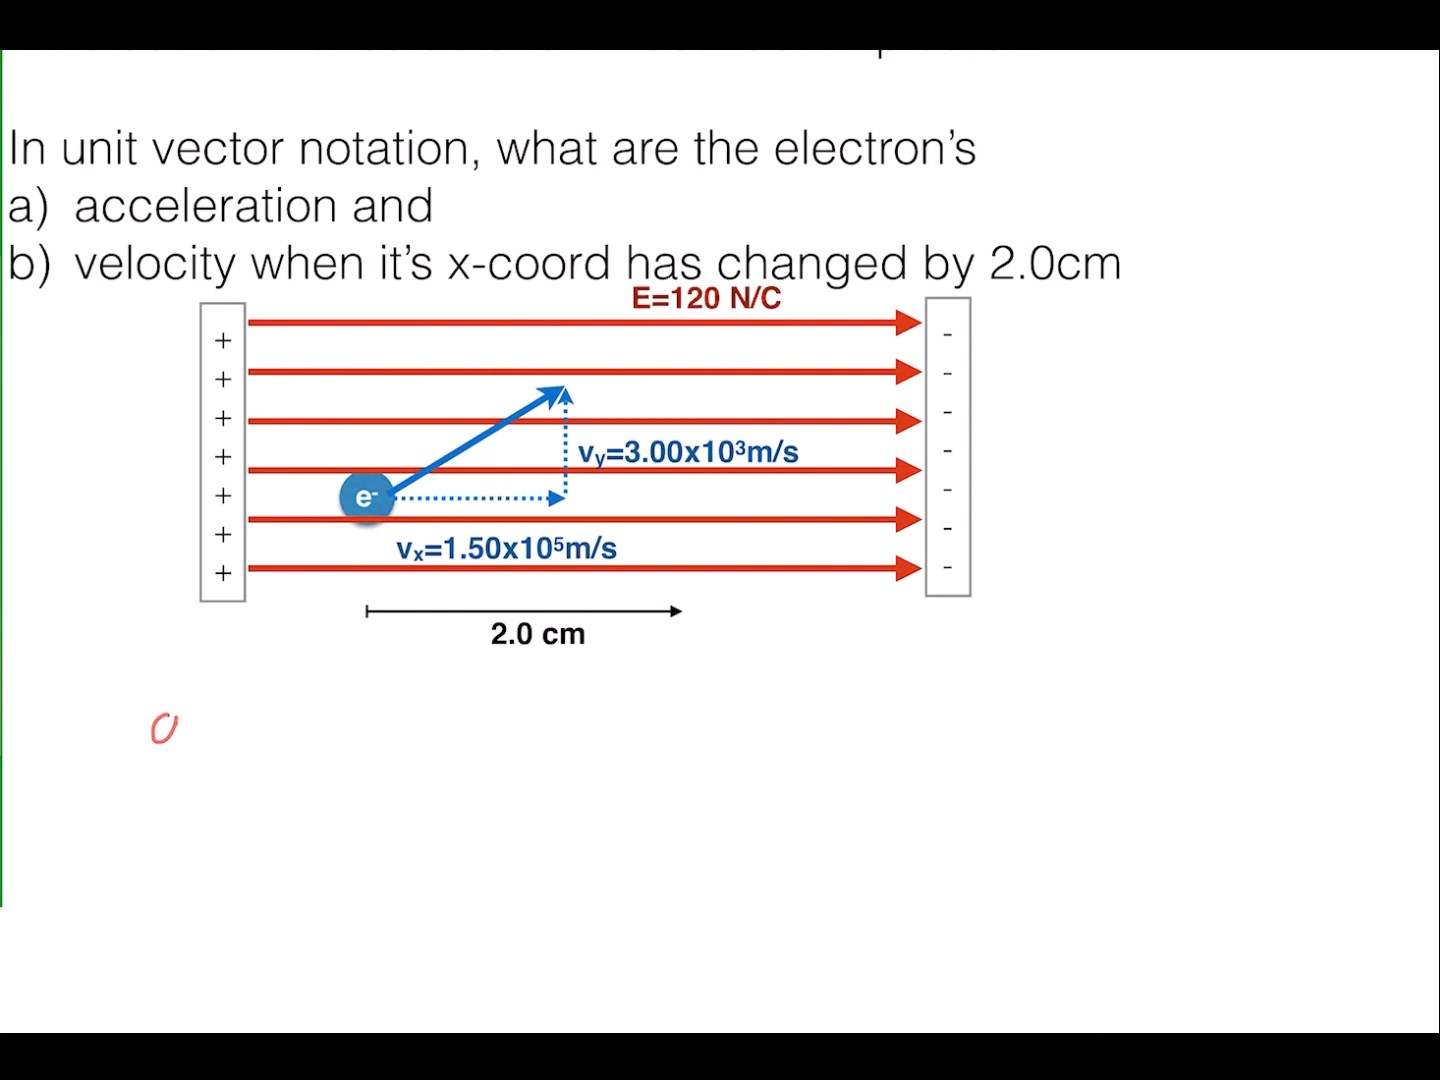 In unit vector notation, what are the electron's
a) acceleration and
b) velocity when it's x-coord has changed by 2.0cm
E=120 N/C
+ -
+ -
+ -
+ -
+ -
+ -
+ -
vy=3.00x10³m/s
e-
vx=1.50x10⁵m/s
2.0 cm